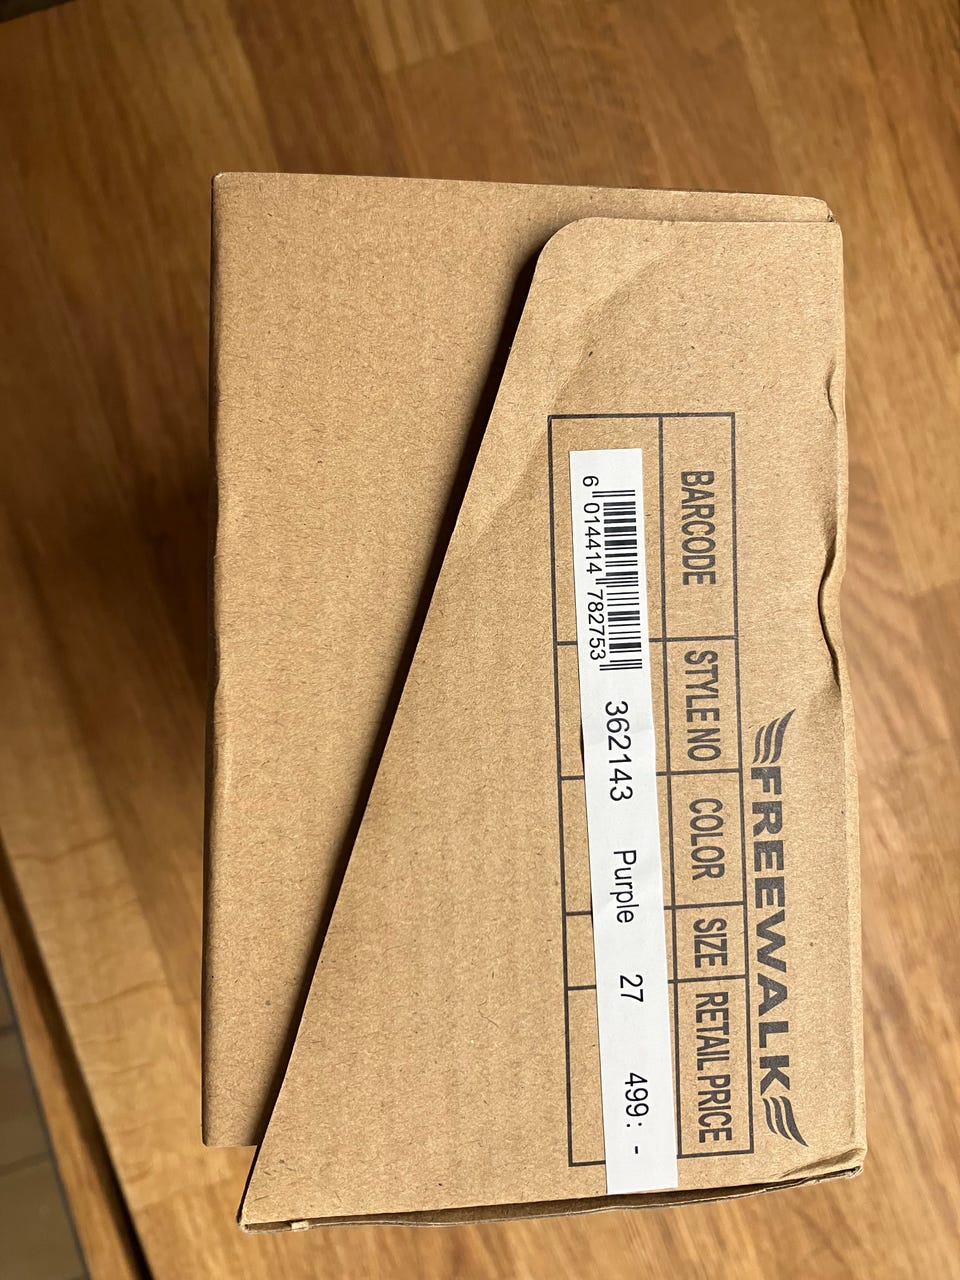 FREEWALK
BARCODE STYLE NO COLOR SIZE RETAIL PRICE
6 014414 782753 362143 Purple 27 499:-